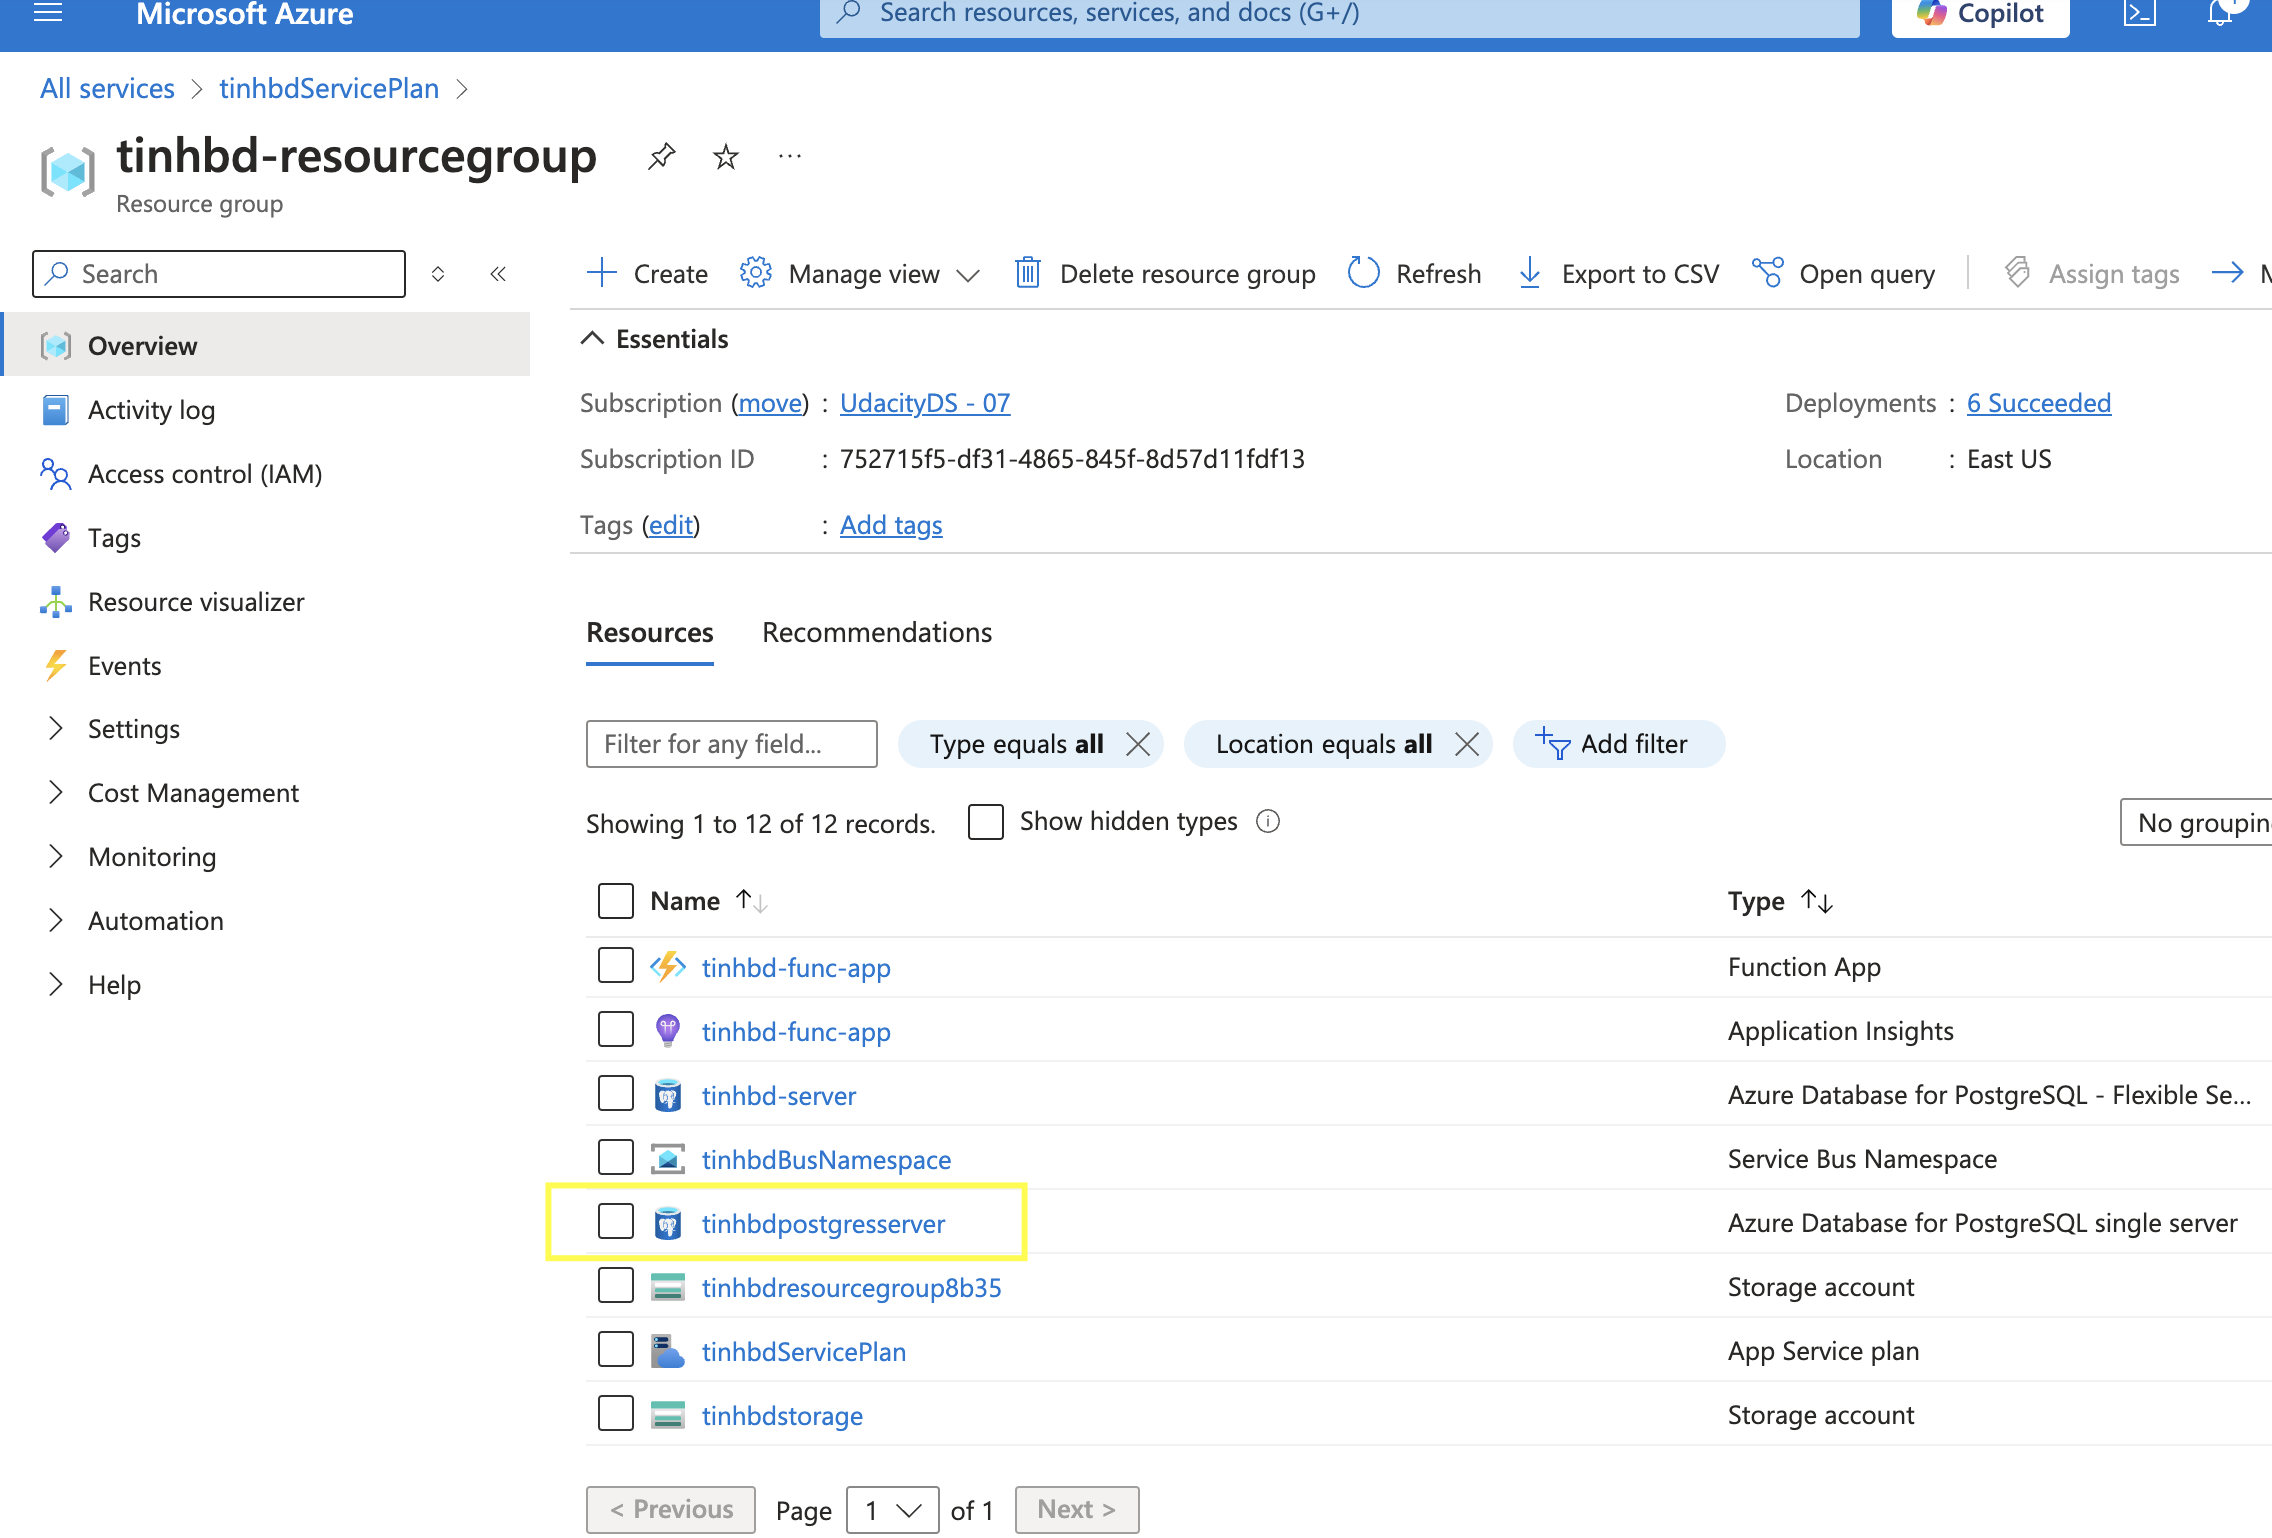 Microsoft Azure
Search resources, services, and docs (G+/)
Copilot
All services > tinhbdServicePlan >
tinhbd-resourcegroup
Resource group
Search
Create
Manage view
Delete resource group
Refresh
Export to CSV
Open query
Assign tags
Overview
Activity log
Access control (IAM)
Tags
Resource visualizer
Events
Settings
Cost Management
Monitoring
Automation
Help
Essentials
Subscription (move) : UdacityDS - 07
Subscription ID : 752715f5-df31-4865-845f-8d57d11fdf13
Tags (edit) : Add tags
Deployments : 6 Succeeded
Location : East US
Resources Recommendations
Filter for any field...
Type equals all
Location equals all
Add filter
Showing 1 to 12 of 12 records.
Show hidden types
No grouping
Name Type
tinhbd-func-app Function App
tinhbd-func-app Application Insights
tinhbd-server Azure Database for PostgreSQL - Flexible Se...
tinhbdBusNamespace Service Bus Namespace
tinhbdpostgresserver Azure Database for PostgreSQL single server
tinhbdresourcegroup8b35 Storage account
tinhbdServicePlan App Service plan
tinhbdstorage Storage account
< Previous Page 1 of 1 Next >